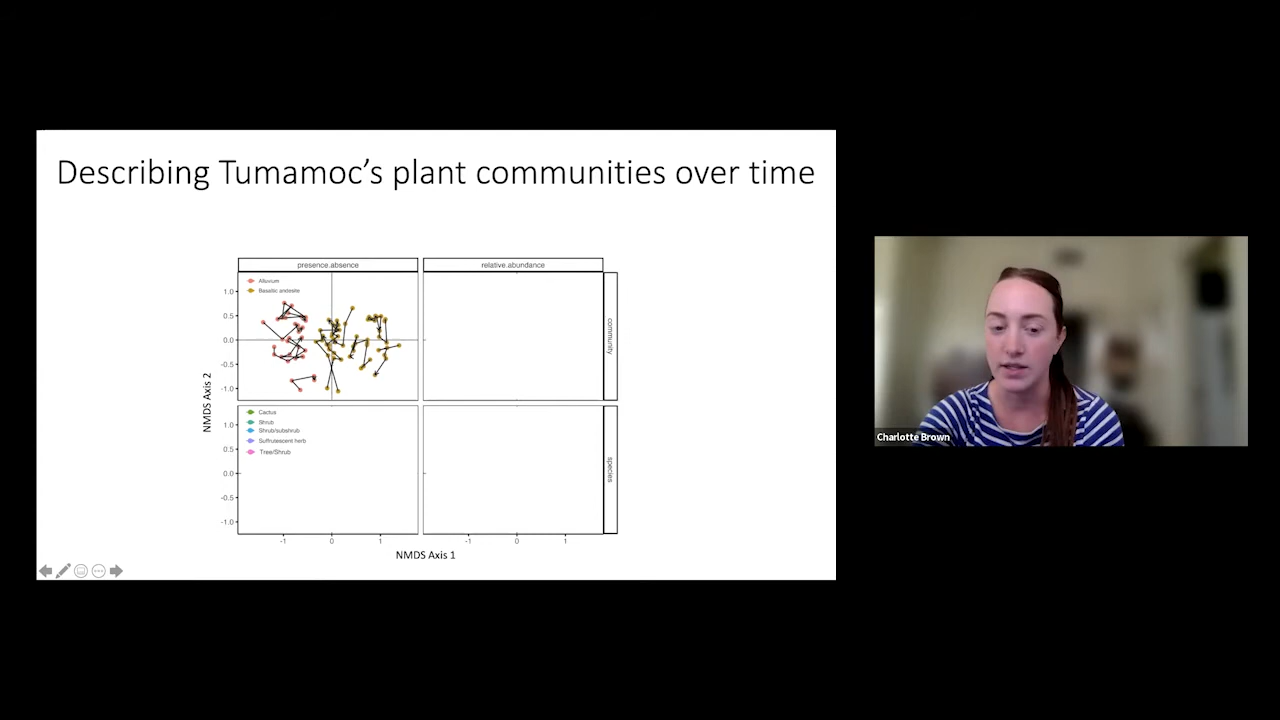 Describing Tumamoc's plant communities over time
presence.absence
relative.abundance
Alluvium
Basaltic andesite
1.0
0.5
0.0
-0.5
-1.0
community
Cactus
Shrub
Shrub/subshrub
Suffrutescent herb
Tree/Shrub
1.0
0.5
0.0
-0.5
-1.0
species
NMDS Axis 2
-1 0 1
-1 0 1
NMDS Axis 1
Charlotte Brown